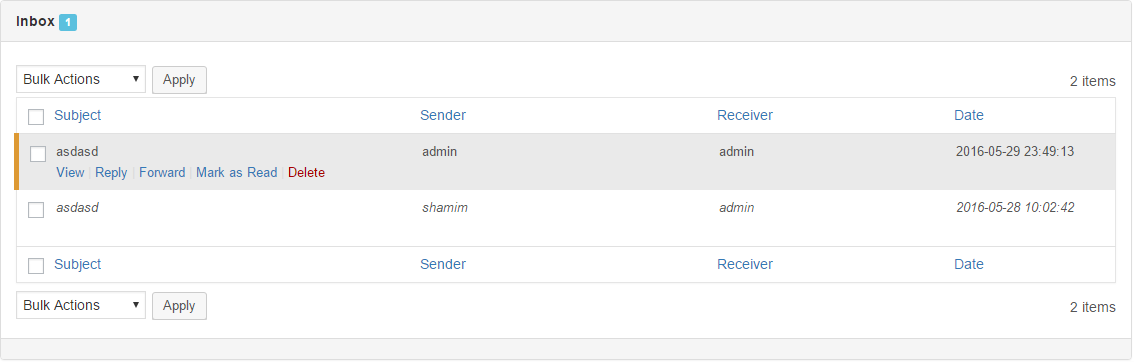 Inbox 1
Bulk Actions Apply 2 items
Subject Sender Receiver Date
asdasd admin admin 2016-05-29 23:49:13
View | Reply | Forward | Mark as Read | Delete
asdasd shamim admin 2016-05-28 10:02:42
Subject Sender Receiver Date
Bulk Actions Apply 2 items